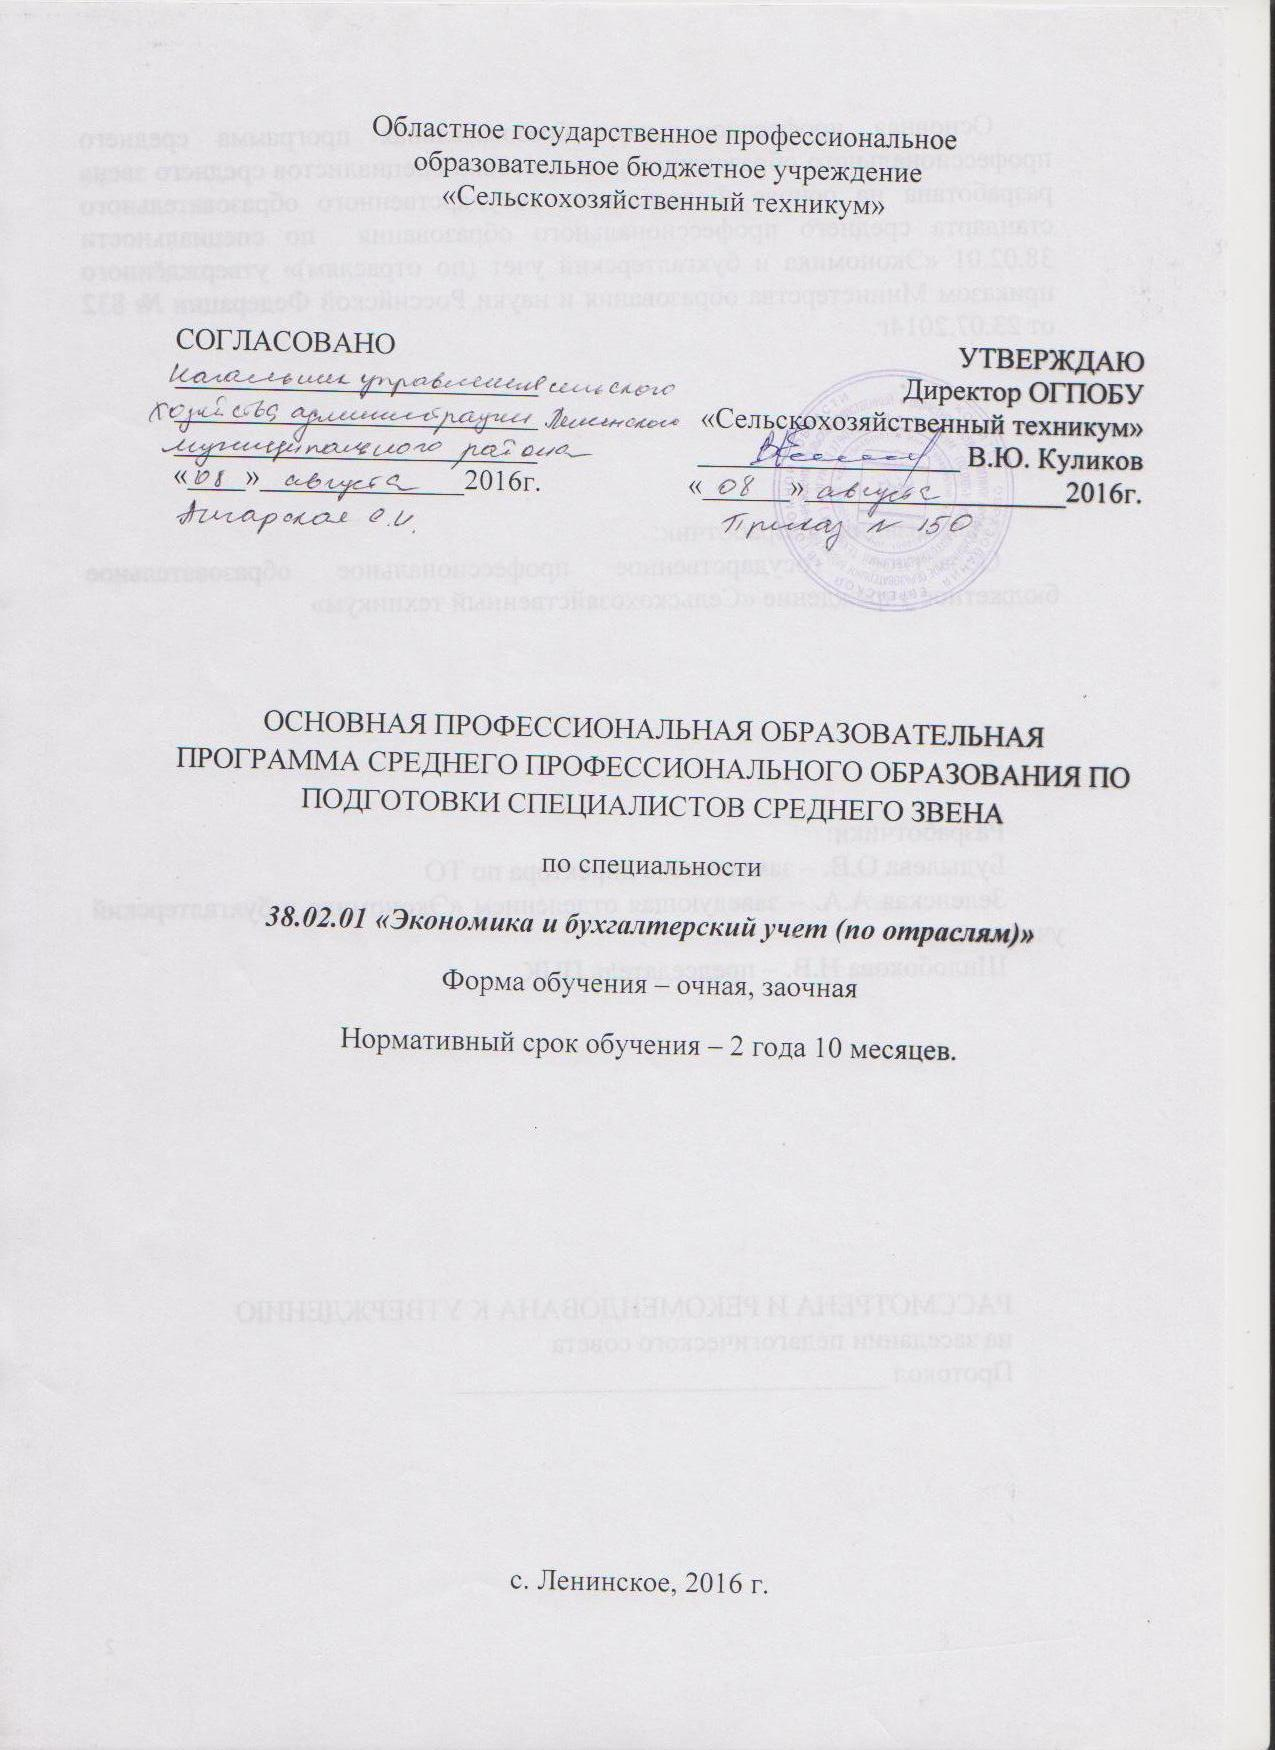 Областное государственное профессиональное
образовательное бюджетное учреждение
«Сельскохозяйственный техникум»
СОГЛАСОВАНО
Начальник управления сельского
хозяйства администрации Ленинского
муниципального района
«08» августа 2016г.
Ангарская О.И.
УТВЕРЖДАЮ
Директор ОГПОБУ
«Сельскохозяйственный техникум»
В.Ю. Куликов
«08» августа 2016г.
Приказ № 150
ОСНОВНАЯ ПРОФЕССИОНАЛЬНАЯ ОБРАЗОВАТЕЛЬНАЯ
ПРОГРАММА СРЕДНЕГО ПРОФЕССИОНАЛЬНОГО ОБРАЗОВАНИЯ ПО
ПОДГОТОВКИ СПЕЦИАЛИСТОВ СРЕДНЕГО ЗВЕНА
по специальности
38.02.01 «Экономика и бухгалтерский учет (по отраслям)»
Форма обучения – очная, заочная
Нормативный срок обучения – 2 года 10 месяцев.
с. Ленинское, 2016 г.